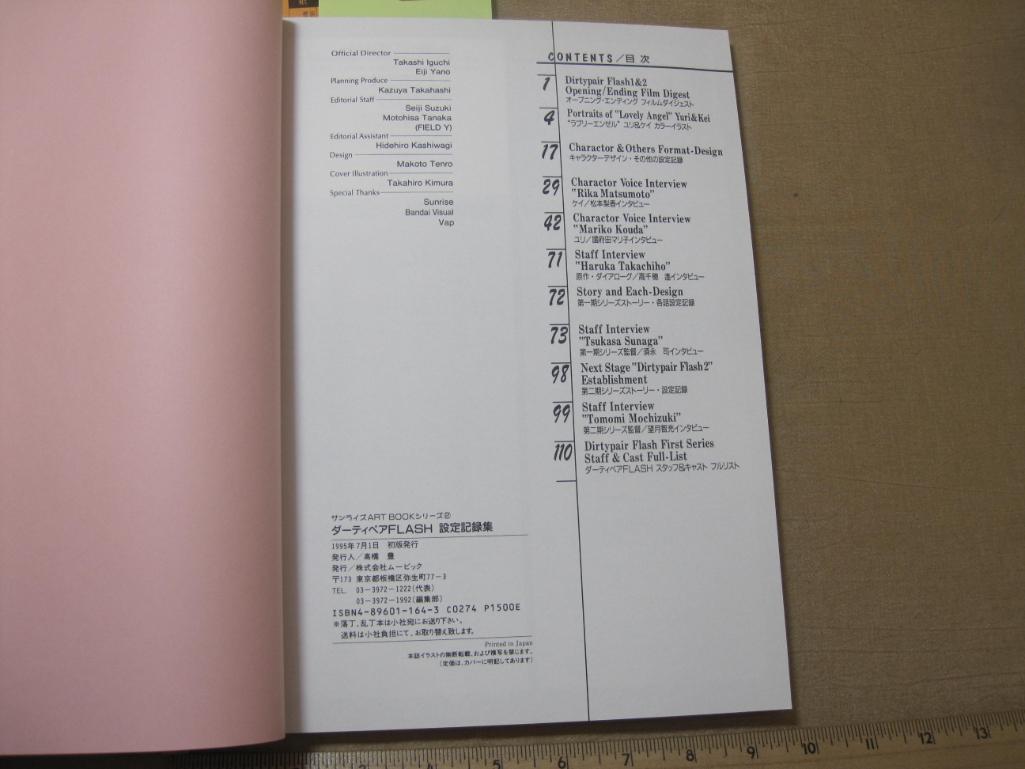 Official Director
Takashi Iguchi
Eiji Yano
Planning Produce
Kazuya Takahashi
Editorial Staff
Seiji Suzuki
Motohisa Tanaka
(FIELD Y)
Editorial Assistant
Hidehiro Kashiwagi
Design
Makoto Tenro
Cover Illustration
Takahiro Kimura
Special Thanks
Sunrise
Bandai Visual
Vap
サンライズART BOOKシリーズ②
ダーティペアFLASH 設定記録集
1995年7月1日 初版発行
発行人/高橋 豊
発行/株式会社ムービック
〒173 東京都板橋区弥生町77-3
TEL. 03-3972-1222(代表)
03-3972-1992(編集部)
ISBN4-89601-164-3 C0274 P1500E
※落丁、乱丁本は小社宛にお送り下さい。
送料は小社負担にて、お取り替え致します。
Printed in Japan
本誌イラストの無断転載、および複写を禁じます。
(定価は、カバーに明記してあります)
CONTENTS/目次
1 Dirtypair Flash1&2
Opening/Ending Film Digest
オープニング・エンディング フィルムダイジェスト
4 Portraits of "Lovely Angel" Yuri&Kei
"ラブリーエンゼル" ユリ&ケイ カラーイラスト
17 Charactor & Others Format-Design
キャラクターデザイン・その他の設定記録
29 Charactor Voice Interview
"Rika Matsumoto"
ケイ/松本梨香インタビュー
42 Charactor Voice Interview
"Mariko Kouda"
ユリ/國府田マリ子インタビュー
71 Staff Interview
"Haruka Takachiho"
原作・ダイアローグ/高千穂 遙インタビュー
72 Story and Each-Design
第一期シリーズストーリー・各話設定記録
73 Staff Interview
"Tsukasa Sunaga"
第一期シリーズ監督/須永 司インタビュー
98 Next Stage "Dirtypair Flash2"
Establishment
第二期シリーズストーリー・設定記録
99 Staff Interview
"Tomomi Mochizuki"
第二期シリーズ監督/望月智充インタビュー
110 Dirtypair Flash First Series
Staff & Cast Full-List
ダーティペアFLASH スタッフ&キャスト フルリスト
4 5 6 7 8 9 10 11 12 13